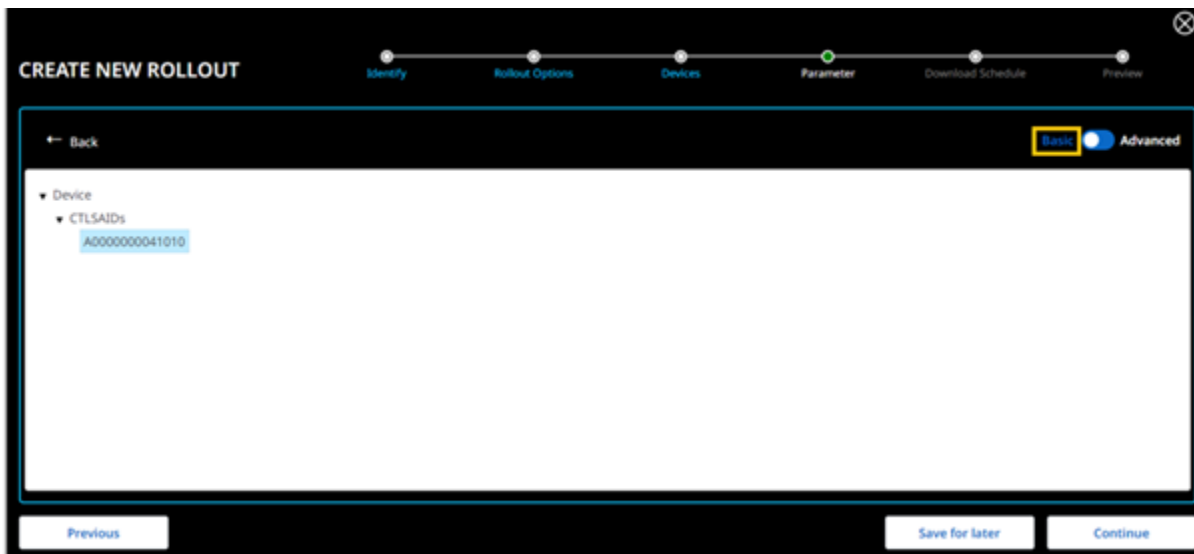 CREATE NEW ROLLOUT
Identify Rollout Options Devices Parameter Download Schedule Preview
← Back
Basic Advanced
Device
CTLSAIDs
A0000000041010
Previous Save for later Continue